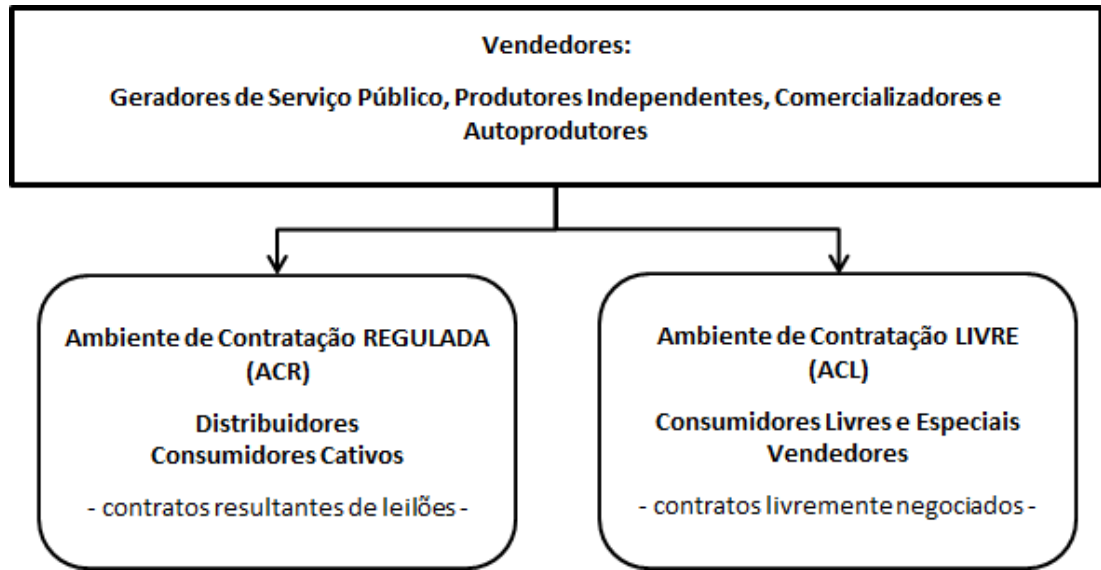 Vendedores:
Geradores de Serviço Público, Produtores Independentes, Comercializadores e
Autoprodutores
Ambiente de Contratação REGULADA
(ACR)
Distribuidores
Consumidores Cativos
- contratos resultantes de leilões -
Ambiente de Contratação LIVRE
(ACL)
Consumidores Livres e Especiais
Vendedores
- contratos livremente negociados -